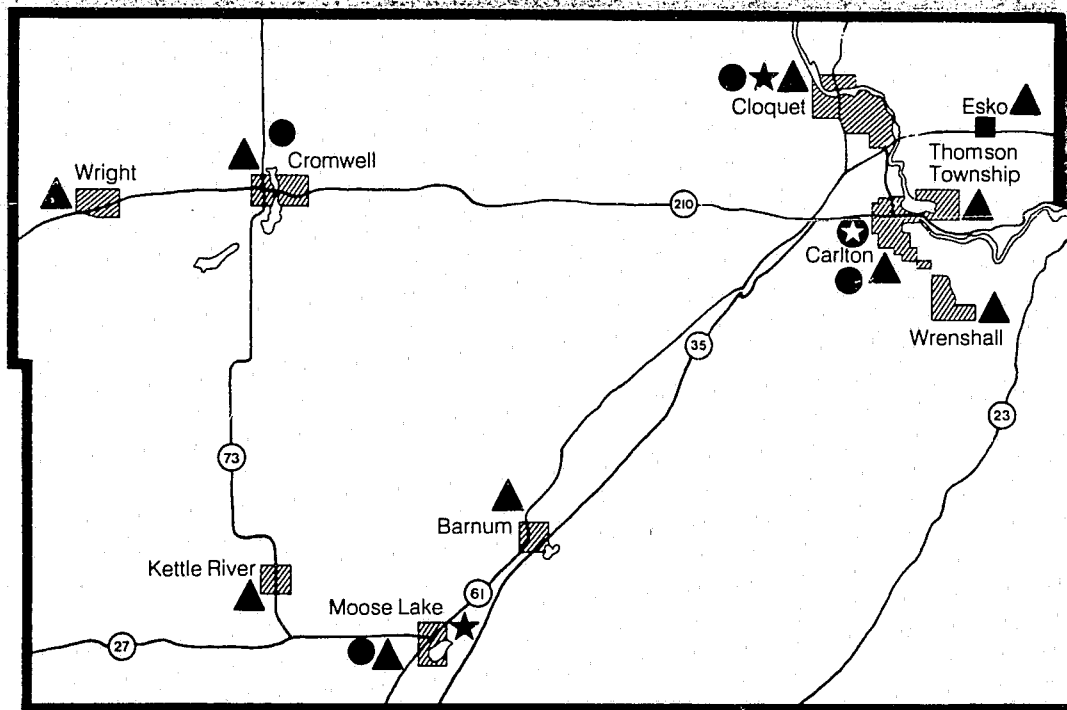 Cloquet
Esko
Thomson
Township
Wright
Cromwell
210
Carlton
Wrenshall
35
23
73
Barnum
Kettle River
61
Moose Lake
27